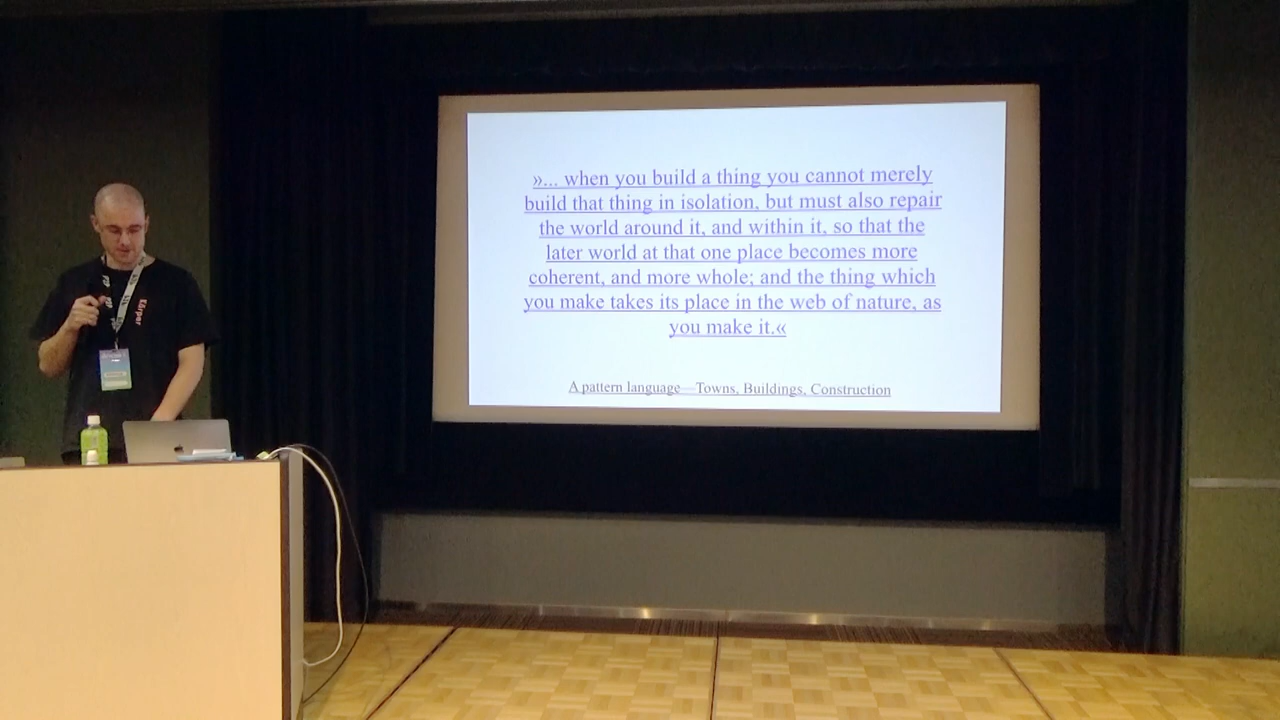 »... when you build a thing you cannot merely
build that thing in isolation, but must also repair
the world around it, and within it, so that the
later world at that one place becomes more
coherent, and more whole; and the thing which
you make takes its place in the web of nature, as
you make it.«
A pattern language—Towns, Buildings, Construction
Körper